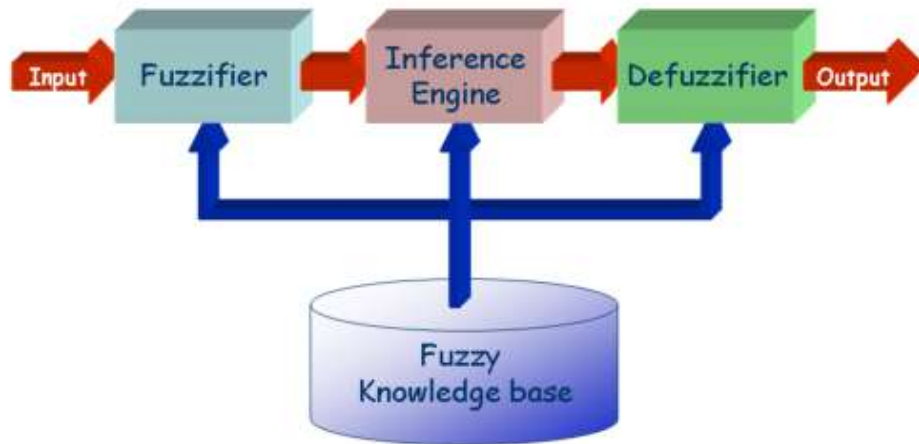 Input
Fuzzifier
Inference
Engine
Defuzzifier
Output
Fuzzy
Knowledge base